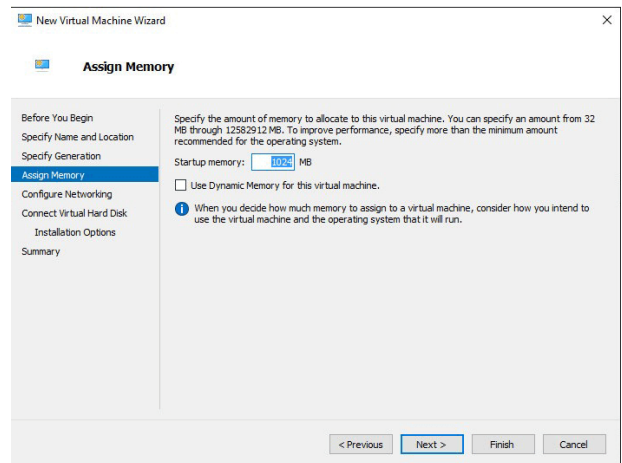 New Virtual Machine Wizard
Assign Memory
Before You Begin
Specify Name and Location
Specify Generation
Assign Memory
Configure Networking
Connect Virtual Hard Disk
Installation Options
Summary
Specify the amount of memory to allocate to this virtual machine. You can specify an amount from 32
MB through 12582912 MB. To improve performance, specify more than the minimum amount
recommended for the operating system.
Startup memory: 1024 MB
Use Dynamic Memory for this virtual machine.
When you decide how much memory to assign to a virtual machine, consider how you intend to
use the virtual machine and the operating system that it will run.
< Previous Next > Finish Cancel